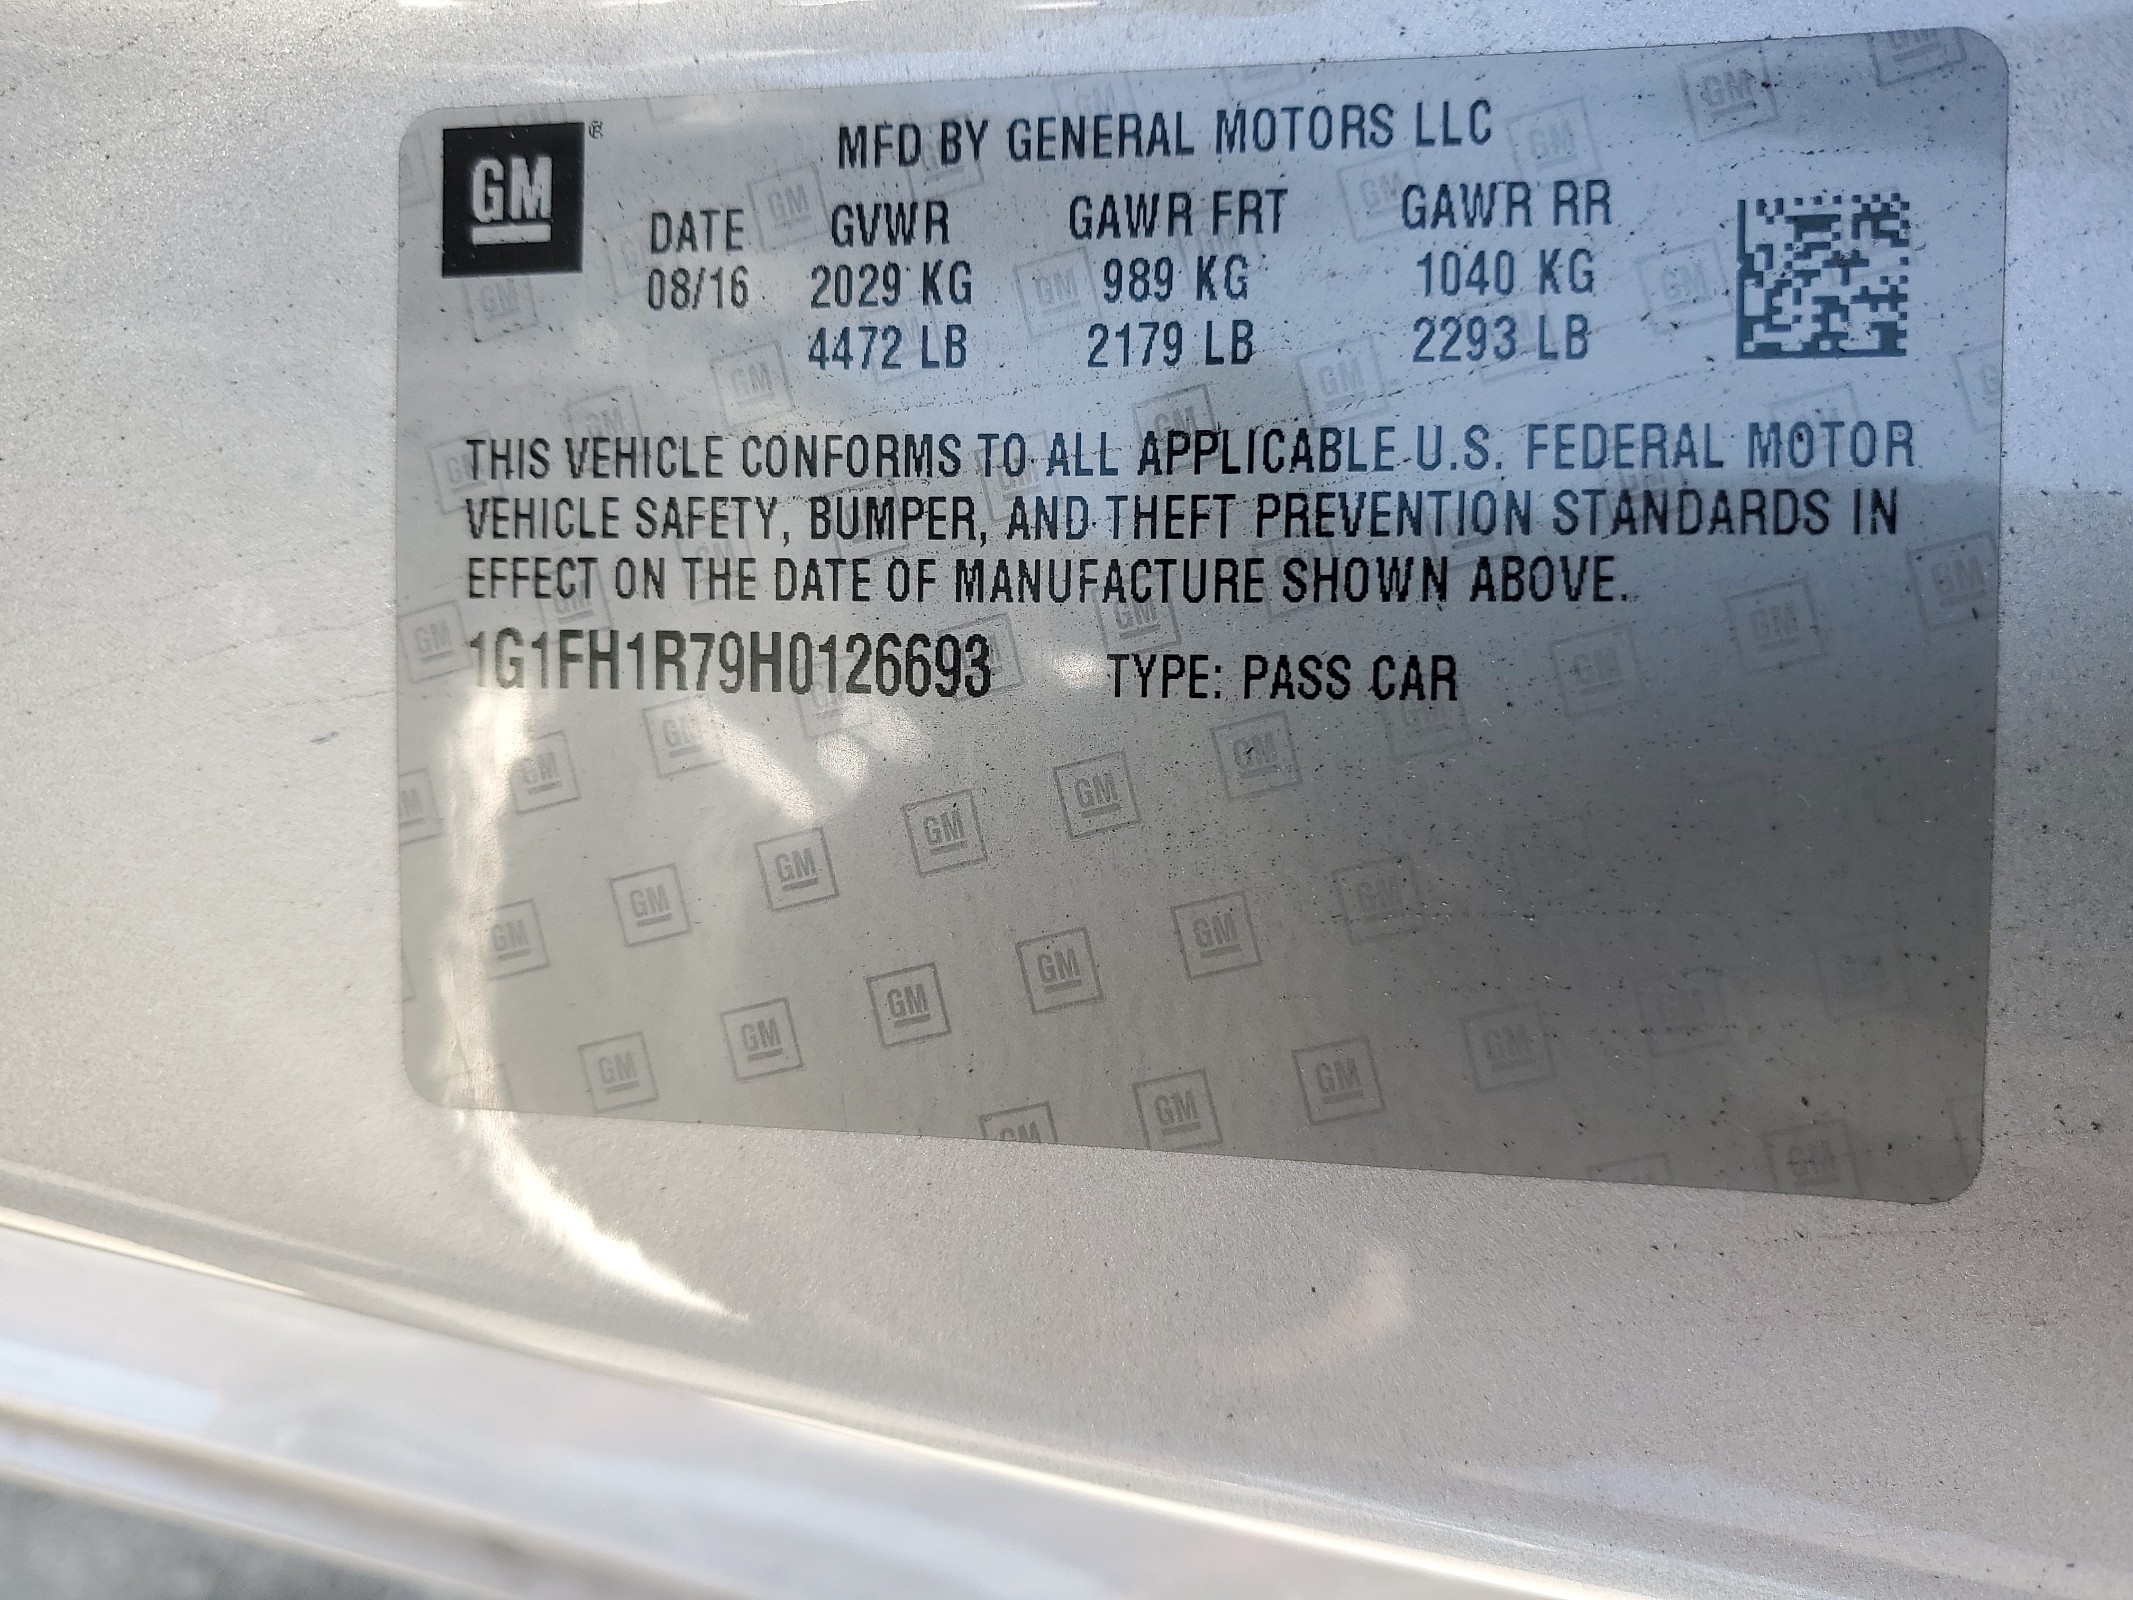 GM®
MFD BY GENERAL MOTORS LLC
DATE GVWR GAWR FRT GAWR RR
08/16 2029 KG 989 KG 1040 KG
4472 LB 2179 LB 2293 LB
THIS VEHICLE CONFORMS TO ALL APPLICABLE U.S. FEDERAL MOTOR
VEHICLE SAFETY, BUMPER, AND THEFT PREVENTION STANDARDS IN
EFFECT ON THE DATE OF MANUFACTURE SHOWN ABOVE.
1G1FH1R79H0126693 TYPE: PASS CAR